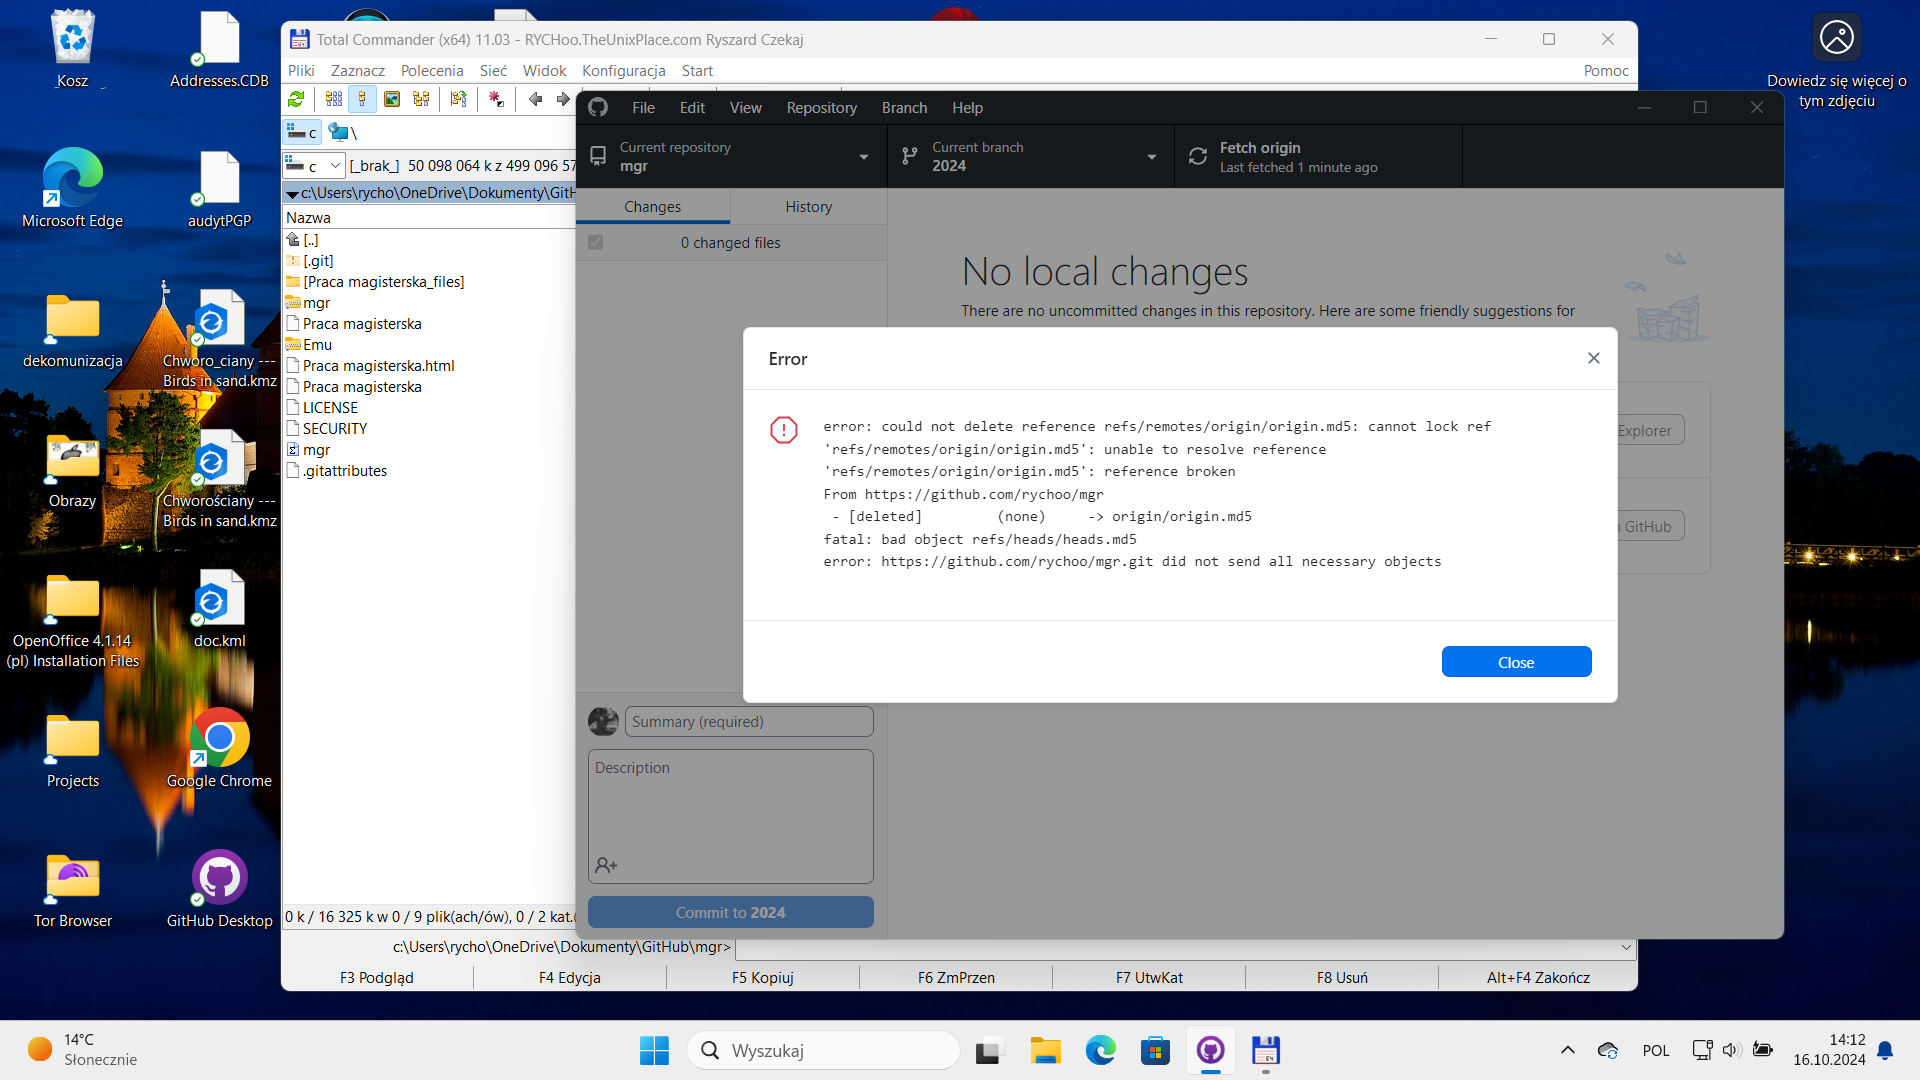 Kosz
Addresses.CDB
Microsoft Edge
audytPGP
dekomunizacja
Chworo_ciany ---
Birds in sand.kmz
Obrazy
Chworościany ---
Birds in sand.kmz
OpenOffice 4.1.14
(pl) Installation Files
doc.kml
Projects
Google Chrome
Tor Browser
GitHub Desktop
Dowiedz się więcej o
tym zdjęciu
Total Commander (x64) 11.03 - RYCHoo.TheUnixPlace.com Ryszard Czekaj
Pliki Zaznacz Polecenia Sieć Widok Konfiguracja Start Pomoc
c \
c [_brak_] 50 098 064 k z 499 096 57
c:\Users\rycho\OneDrive\Dokumenty\GitH
Nazwa
[..]
[.git]
[Praca magisterska_files]
mgr
Praca magisterska
Emu
Praca magisterska.html
Praca magisterska
LICENSE
SECURITY
mgr
.gitattributes
0 k / 16 325 k w 0 / 9 plik(ach/ów), 0 / 2 kat.(
c:\Users\rycho\OneDrive\Dokumenty\GitHub\mgr>
F3 Podgląd F4 Edycja F5 Kopiuj F6 ZmPrzen F7 UtwKat F8 Usuń Alt+F4 Zakończ
File Edit View Repository Branch Help
Current repository
mgr
Current branch
2024
Fetch origin
Last fetched 1 minute ago
Changes History
0 changed files
No local changes
There are no uncommitted changes in this repository. Here are some friendly suggestions for
Explorer
GitHub
Error
error: could not delete reference refs/remotes/origin/origin.md5: cannot lock ref
'refs/remotes/origin/origin.md5': unable to resolve reference
'refs/remotes/origin/origin.md5': reference broken
From https://github.com/rychoo/mgr
- [deleted] (none) -> origin/origin.md5
fatal: bad object refs/heads/heads.md5
error: https://github.com/rychoo/mgr.git did not send all necessary objects
Close
Summary (required)
Description
Commit to 2024
14°C
Słonecznie
Wyszukaj
64
POL
14:12
16.10.2024